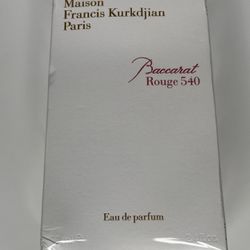 Maison
Francis Kurkdjian
Paris
Baccarat
Rouge 540
Eau de parfum